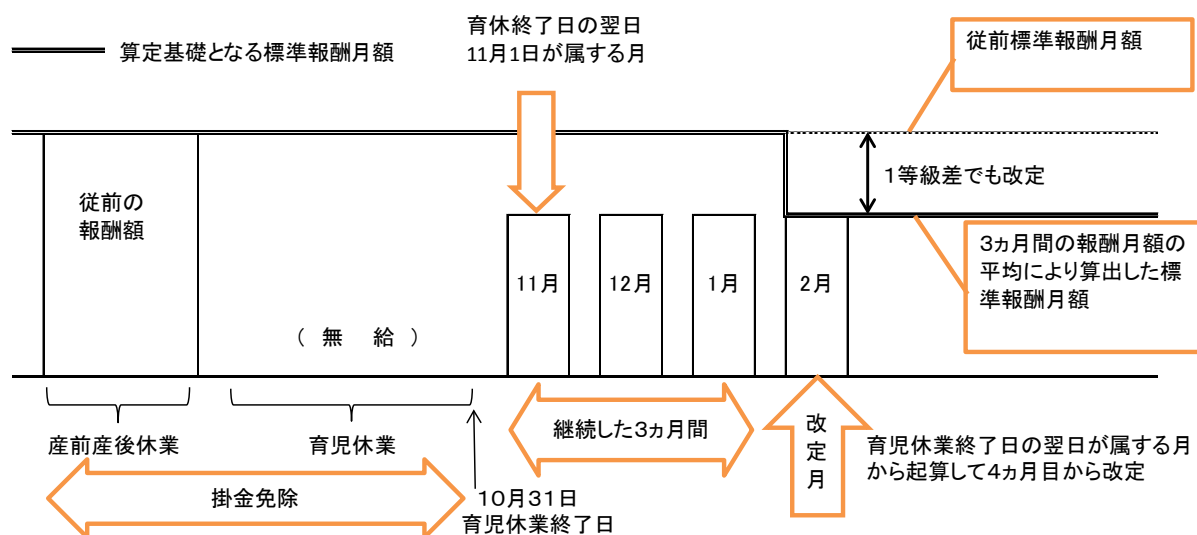 算定基礎となる標準報酬月額
育休終了日の翌日
11月1日が属する月
従前標準報酬月額
従前の
報酬額
1等級差でも改定
3ヵ月間の報酬月額の
平均により算出した標
準報酬月額
11月
12月
1月
2月
(無 給)
産前産後休業
育児休業
継続した3ヵ月間
改定月
育児休業終了日の翌日が属する月
から起算して4ヵ月目から改定
掛金免除
10月31日
育児休業終了日